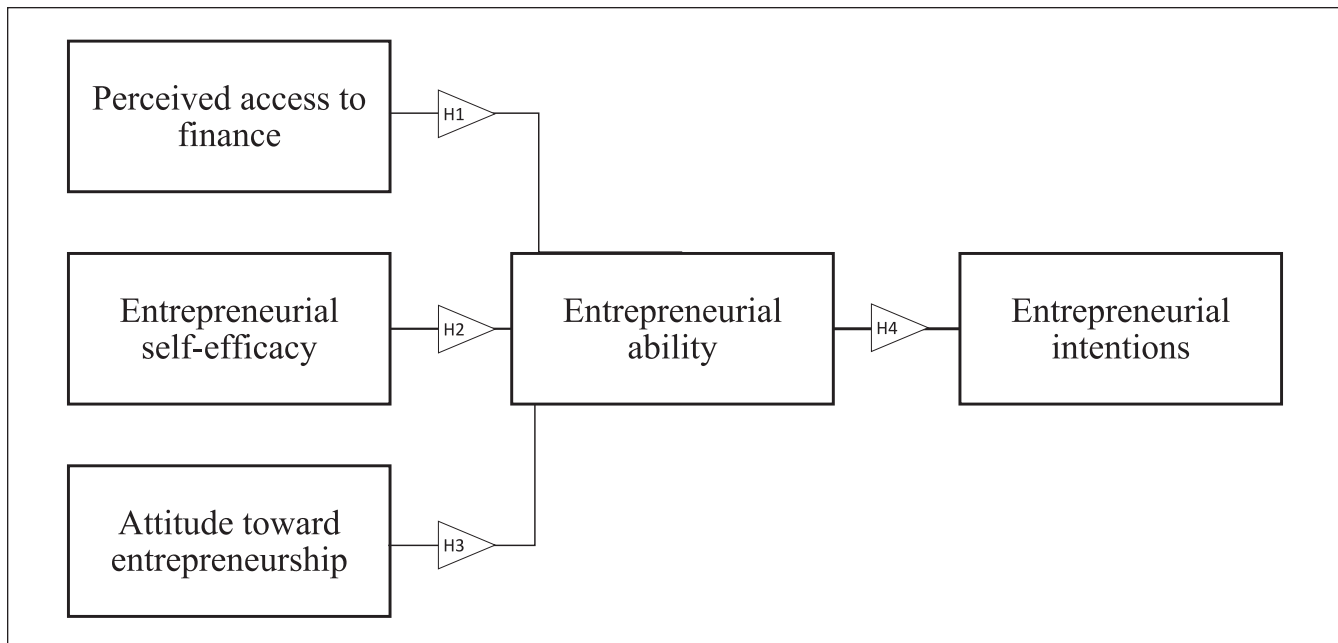 Perceived access to
finance
H1
Entrepreneurial
self-efficacy
H2
Entrepreneurial
ability
H4
Entrepreneurial
intentions
Attitude toward
entrepreneurship
H3